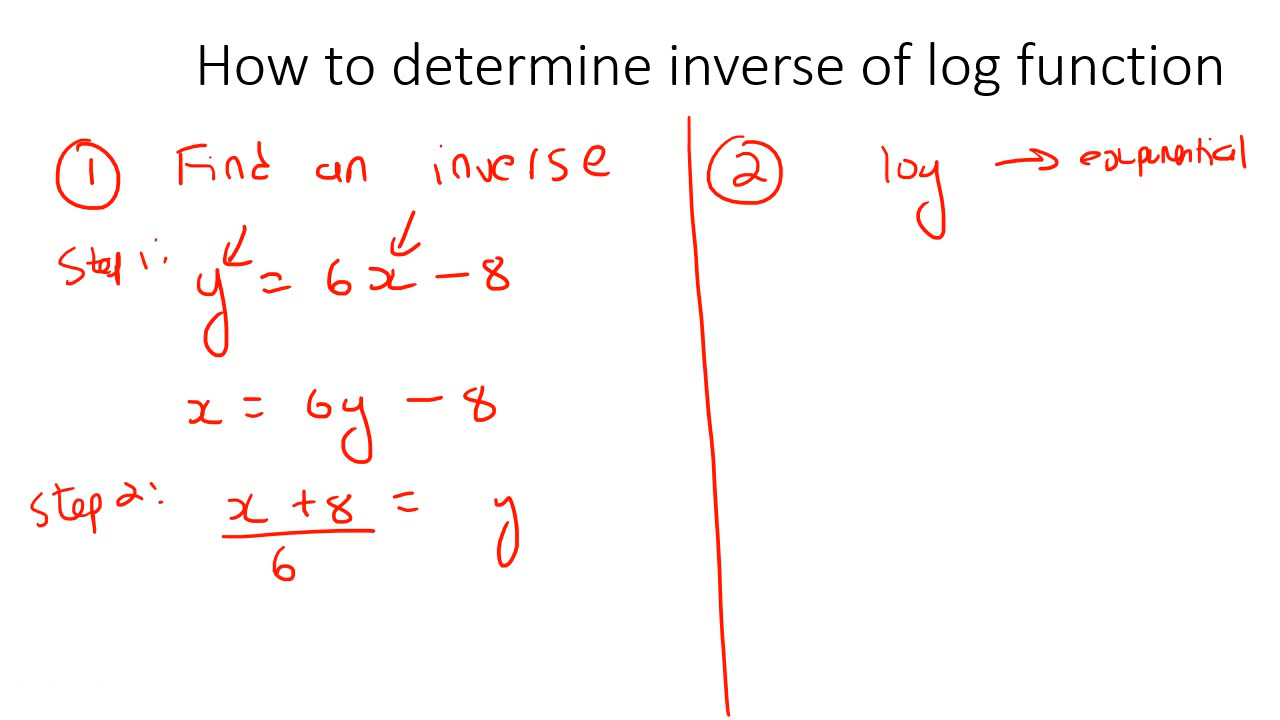 How to determine inverse of log function
① Find an inverse
Step 1: y = 6x - 8
x = 6y - 8
Step 2: x + 8 = y
6
② log → exponential